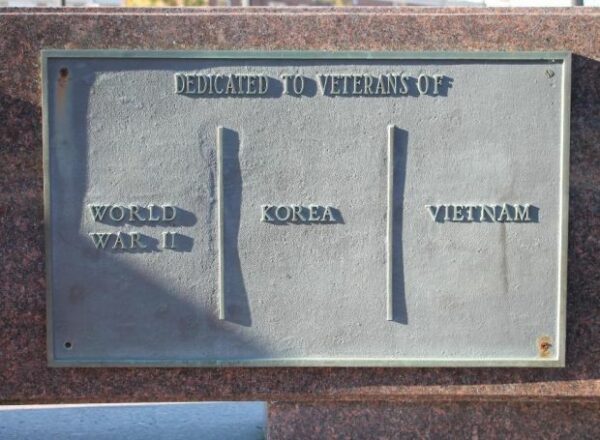 DEDICATED TO VETERANS OF
WORLD
WAR II
KOREA
VIETNAM